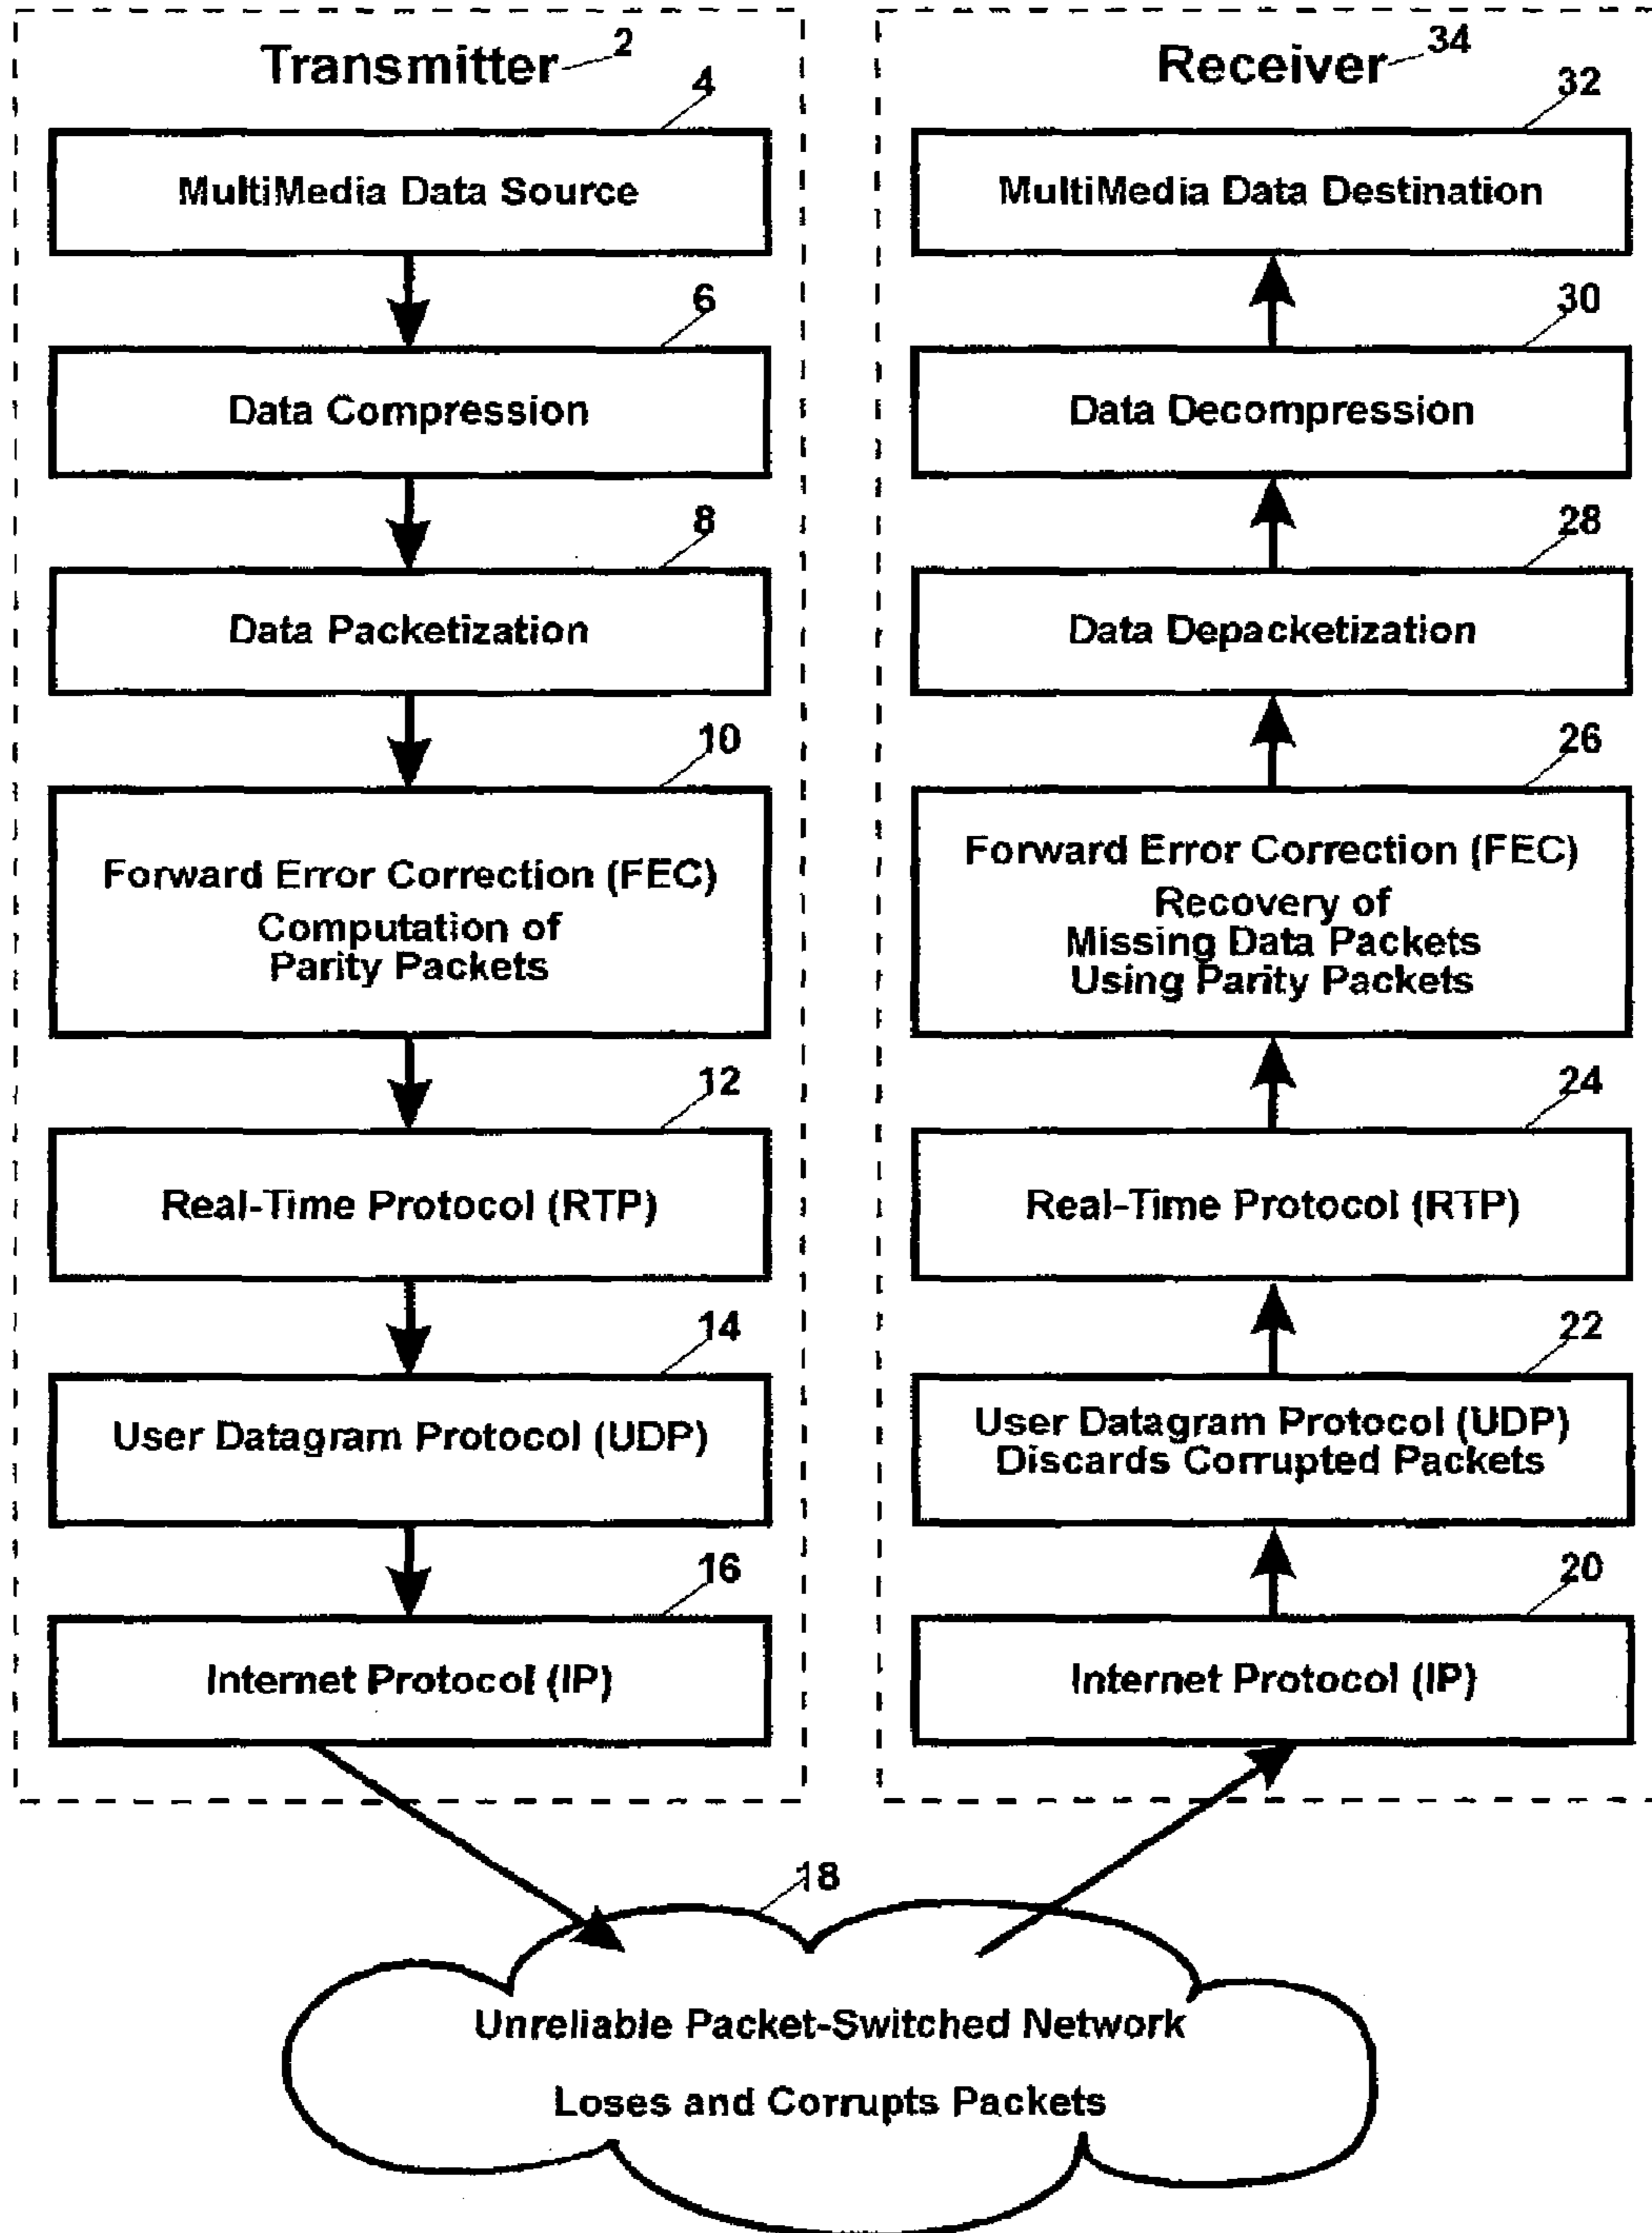 Transmitter 2
4
MultiMedia Data Source
6
Data Compression
8
Data Packetization
10
Forward Error Correction (FEC)
Computation of
Parity Packets
12
Real-Time Protocol (RTP)
14
User Datagram Protocol (UDP)
16
Internet Protocol (IP)
Receiver 34
32
MultiMedia Data Destination
30
Data Decompression
28
Data Depacketization
26
Forward Error Correction (FEC)
Recovery of
Missing Data Packets
Using Parity Packets
24
Real-Time Protocol (RTP)
22
User Datagram Protocol (UDP)
Discards Corrupted Packets
20
Internet Protocol (IP)
18
Unreliable Packet-Switched Network
Loses and Corrupts Packets